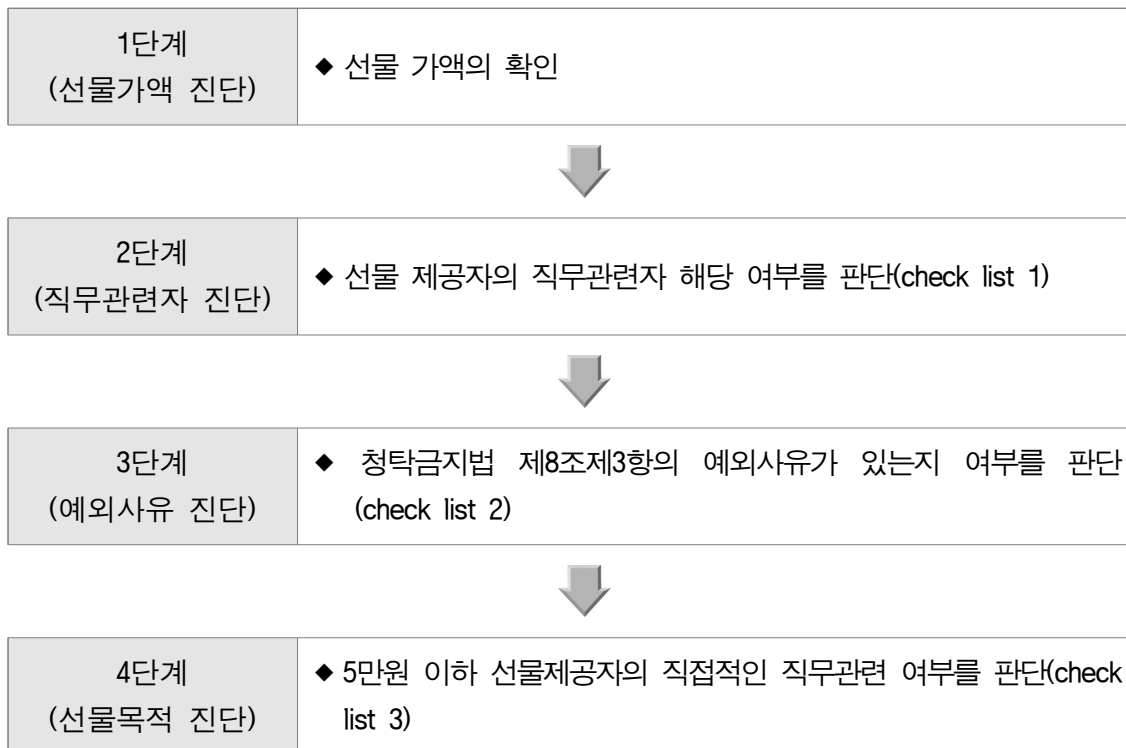 1단계
(선물가액 진단)
◆ 선물 가액의 확인
2단계
(직무관련자 진단)
◆ 선물 제공자의 직무관련자 해당 여부를 판단(check list 1)
3단계
(예외사유 진단)
◆ 청탁금지법 제8조제3항의 예외사유가 있는지 여부를 판단
(check list 2)
4단계
(선물목적 진단)
◆ 5만원 이하 선물제공자의 직접적인 직무관련 여부를 판단(check
list 3)